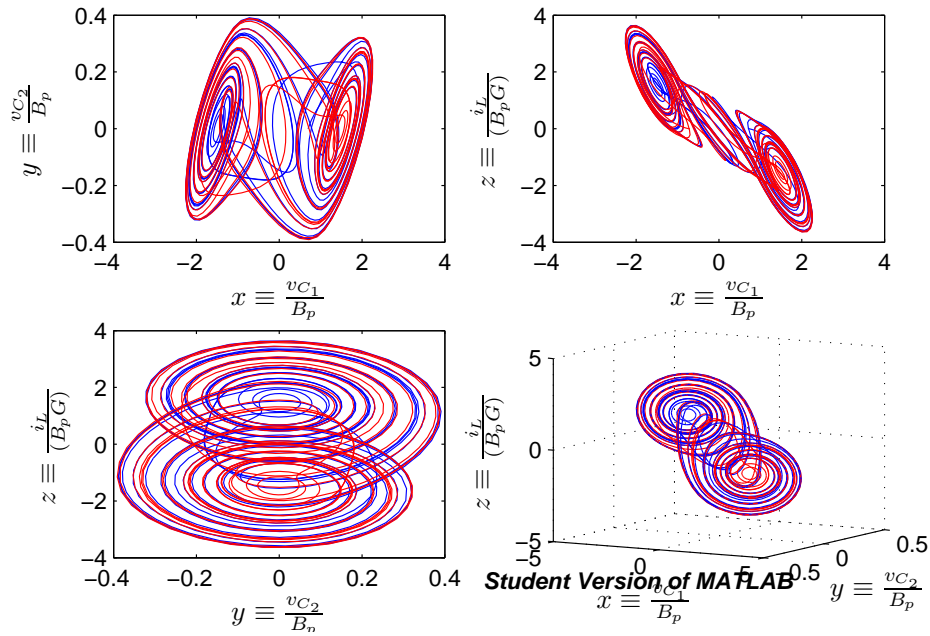 0.4
0.2
0
−0.2
−0.4
−4 −2 0 2 4
y ≡ v_{C_2}/B_p
x ≡ v_{C_1}/B_p
4
2
0
−2
−4
−4 −2 0 2 4
z ≡ i_L/(B_pG)
x ≡ v_{C_1}/B_p
4
2
0
−2
−4
−0.4 −0.2 0 0.2 0.4
z ≡ i_L/(B_pG)
y ≡ v_{C_2}/B_p
5
0
−5
−5 0 5
−0.5 0 0.5
z ≡ i_L/(B_pG)
x ≡ v_{C_1}/B_p
y ≡ v_{C_2}/B_p
Student Version of MATLAB